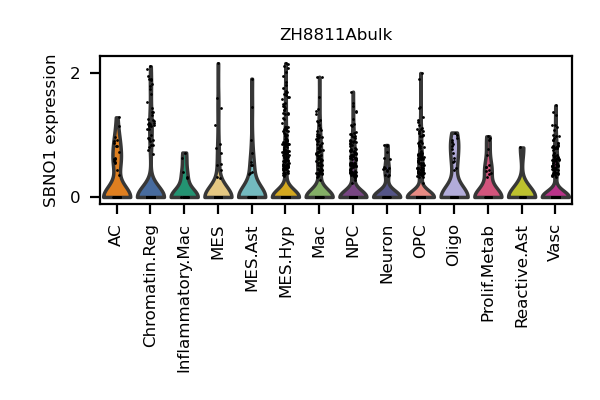 ZH8811Abulk
SBNO1 expression
2
0
AC
Chromatin.Reg
Inflammatory.Mac
MES
MES.Ast
MES.Hyp
Mac
NPC
Neuron
OPC
Oligo
Prolif.Metab
Reactive.Ast
Vasc